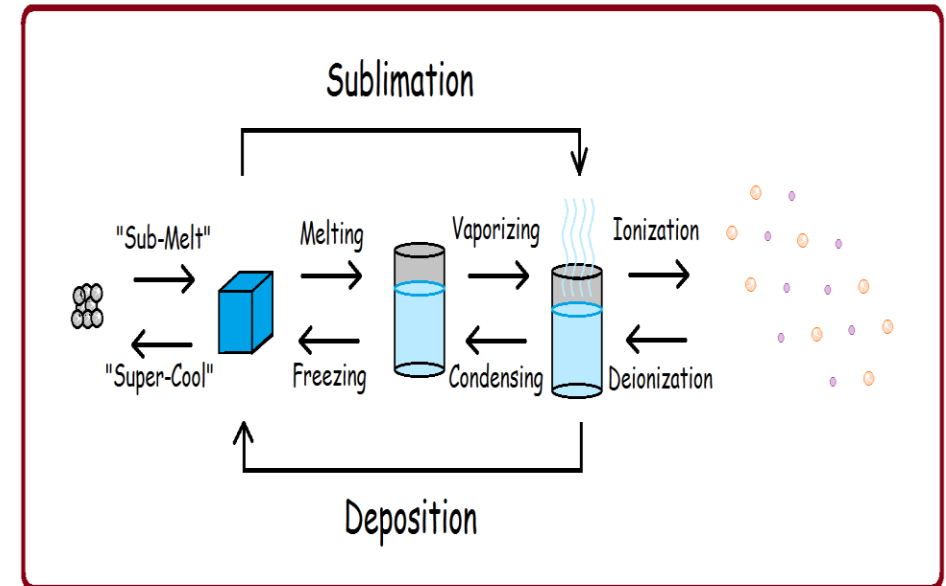 Sublimation
"Sub-Melt"
Melting
Vaporizing
Ionization
"Super-Cool"
Freezing
Condensing
Deionization
Deposition